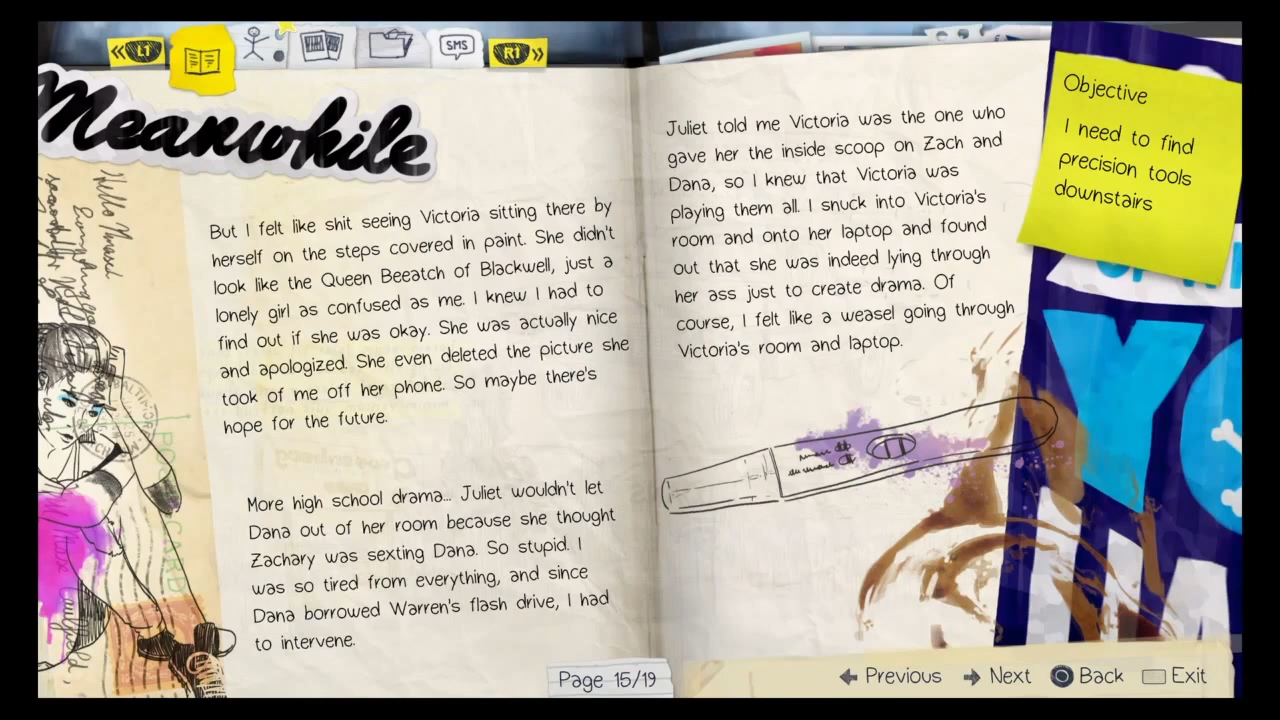 L1
SMS
R1
Meanwhile
But I felt like shit seeing Victoria sitting there by
herself on the steps covered in paint. She didn't
look like the Queen Beeatch of Blackwell, just a
lonely girl as confused as me. I knew I had to
find out if she was okay. She was actually nice
and apologized. She even deleted the picture she
took of me off her phone. So maybe there's
hope for the future.
More high school drama... Juliet wouldn't let
Dana out of her room because she thought
Zachary was sexting Dana. So stupid. I
was so tired from everything, and since
Dana borrowed Warren's flash drive, I had
to intervene.
Juliet told me Victoria was the one who
gave her the inside scoop on Zach and
Dana, so I knew that Victoria was
playing them all. I snuck into Victoria's
room and onto her laptop and found
out that she was indeed lying through
her ass just to create drama. Of
course, I felt like a weasel going through
Victoria's room and laptop.
Objective
I need to find
precision tools
downstairs
Page 15/19
Previous
Next
Back
Exit